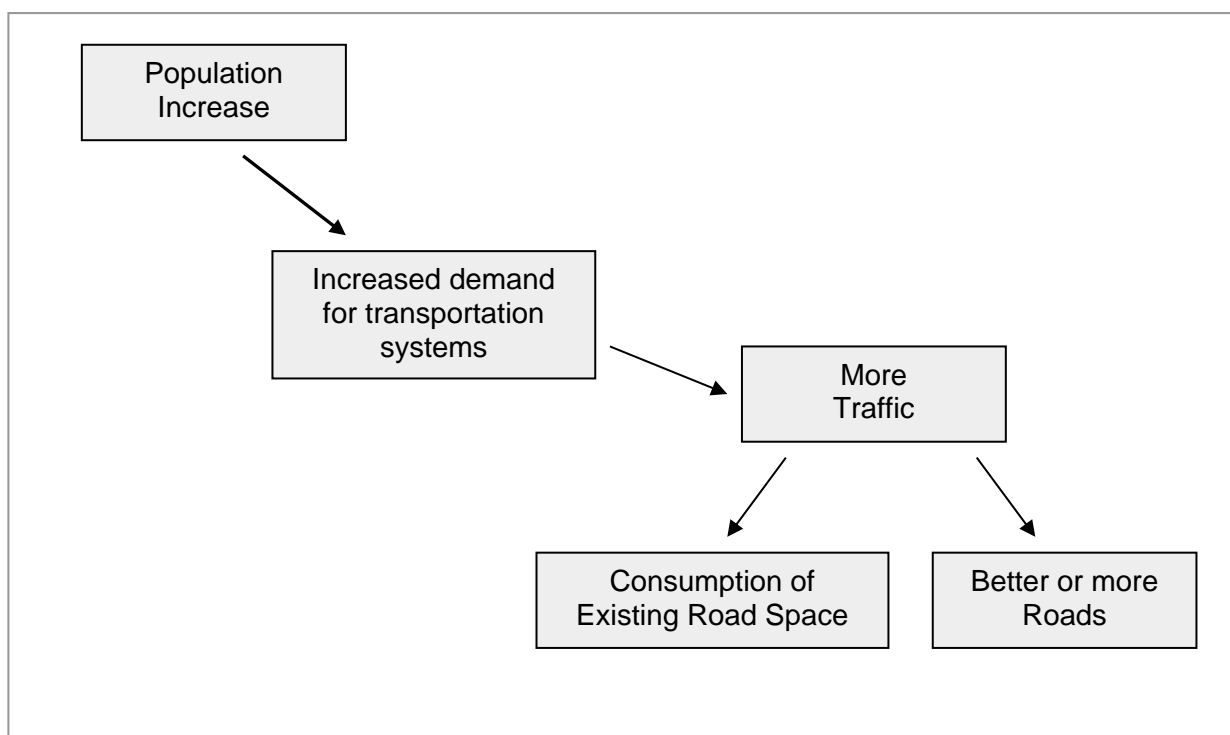 Population
Increase
Increased demand
for transportation
systems
More
Traffic
Consumption of
Existing Road Space
Better or more
Roads